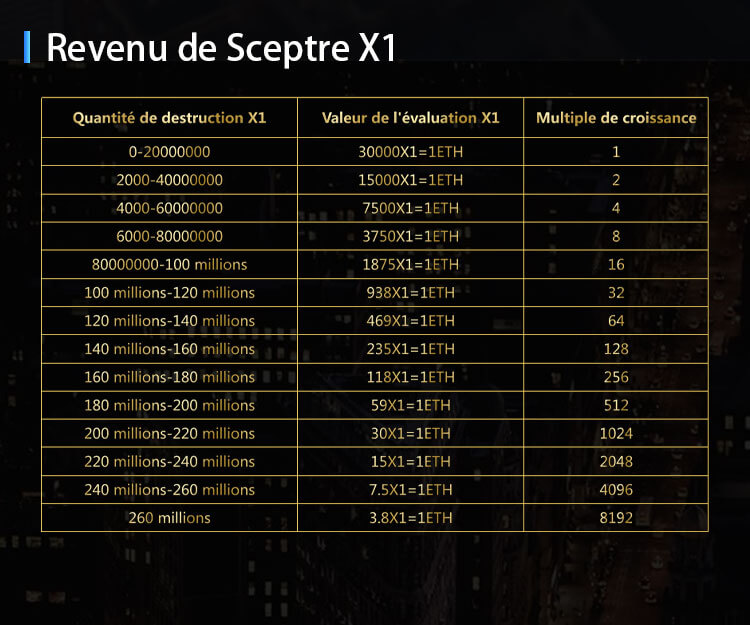 Revenu de Sceptre X1
Quantité de destruction X1 Valeur de l'évaluation X1 Multiple de croissance
0-20000000 30000X1=1ETH 1
2000-40000000 15000X1=1ETH 2
4000-60000000 7500X1=1ETH 4
6000-80000000 3750X1=1ETH 8
80000000-100 millions 1875X1=1ETH 16
100 millions-120 millions 938X1=1ETH 32
120 millions-140 millions 469X1=1ETH 64
140 millions-160 millions 235X1=1ETH 128
160 millions-180 millions 118X1=1ETH 256
180 millions-200 millions 59X1=1ETH 512
200 millions-220 millions 30X1=1ETH 1024
220 millions-240 millions 15X1=1ETH 2048
240 millions-260 millions 7.5X1=1ETH 4096
260 millions 3.8X1=1ETH 8192